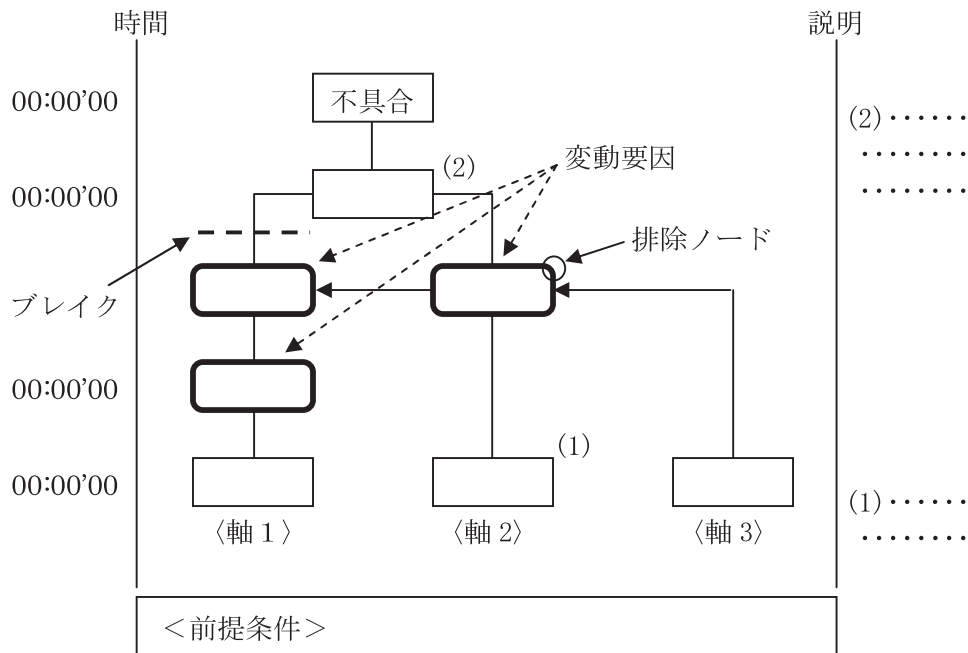 時間
説明
00:00’00
不具合
(2)・・・・・・
・・・・・・・・
・・・・・・・・
00:00’00
(2)
変動要因
排除ノード
ブレイク
00:00’00
(1)
00:00’00
(1)・・・・・・
・・・・・・・・
〈軸1〉
〈軸2〉
〈軸3〉
＜前提条件＞